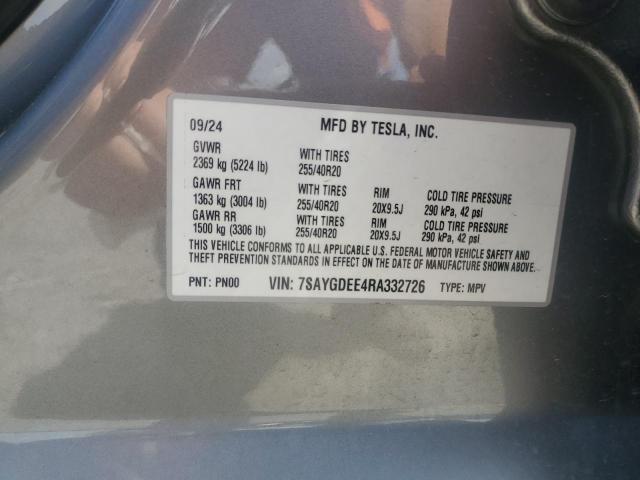 09/24 MFD BY TESLA, INC.
GVWR WITH TIRES
2369 kg (5224 lb) 255/40R20
GAWR FRT WITH TIRES RIM COLD TIRE PRESSURE
1363 kg (3004 lb) 255/40R20 20X9.5J 290 kPa, 42 psi
GAWR RR WITH TIRES RIM COLD TIRE PRESSURE
1500 kg (3306 lb) 255/40R20 20X9.5J 290 kPa, 42 psi
THIS VEHICLE CONFORMS TO ALL APPLICABLE U.S. FEDERAL MOTOR VEHICLE SAFETY AND
THEFT PREVENTION STANDARDS IN EFFECT ON THE DATE OF MANUFACTURE SHOWN ABOVE.
PNT: PN00 VIN: 7SAYGDEE4RA332726 TYPE: MPV